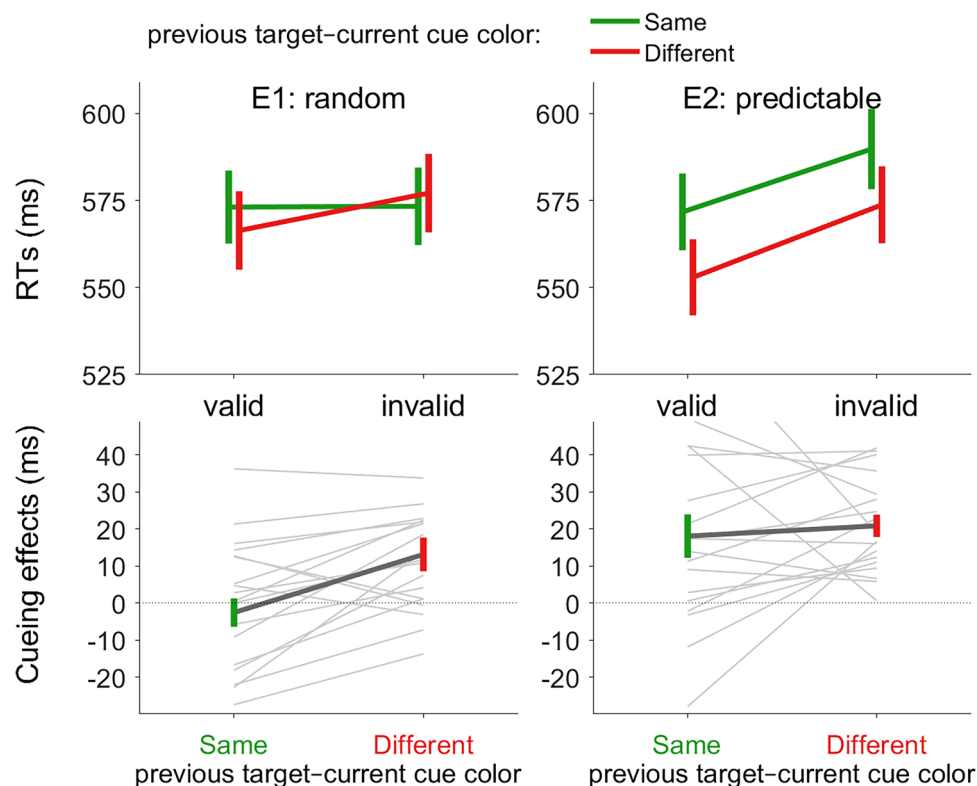 previous target–current cue color:
Same
Different
E1: random
E2: predictable
RTs (ms)
600
575
550
525
600
575
550
525
valid
invalid
valid
invalid
Cueing effects (ms)
40
30
20
10
0
-10
-20
40
30
20
10
0
-10
-20
Same
Different
Same
Different
previous target–current cue color
previous target–current cue color